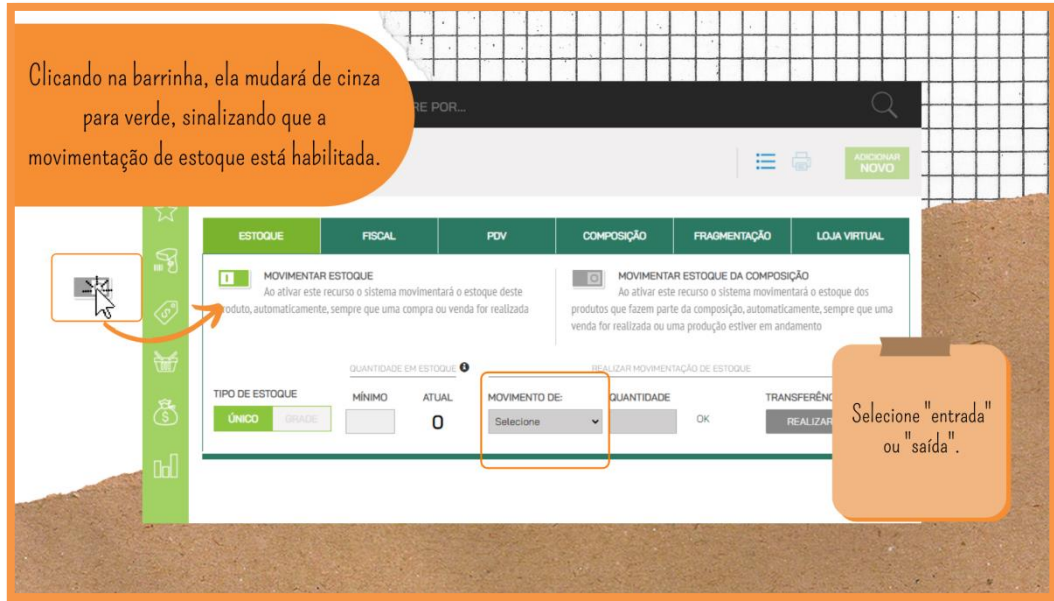 Clicando na barrinha, ela mudará de cinza
para verde, sinalizando que a
movimentação de estoque está habilitada.
RE POR...
ADICIONAR
NOVO
ESTOQUE
FISCAL
PDV
COMPOSIÇÃO
FRAGMENTAÇÃO
LOJA VIRTUAL
MOVIMENTAR ESTOQUE
Ao ativar este recurso o sistema movimentará o estoque deste
roduto, automaticamente, sempre que uma compra ou venda for realizada
MOVIMENTAR ESTOQUE DA COMPOSIÇÃO
Ao ativar este recurso o sistema movimentará o estoque dos
produtos que fazem parte da composição, automaticamente, sempre que uma
venda for realizada ou uma produção estiver em andamento
QUANTIDADE EM ESTOQUE
REALIZAR MOVIMENTAÇÃO DE ESTOQUE
TIPO DE ESTOQUE
MÍNIMO
ATUAL
MOVIMENTO DE:
QUANTIDADE
TRANSFERÊNC
ÚNICO
GRADE
0
Selecione
OK
REALIZAR
Selecione "entrada"
ou "saída".